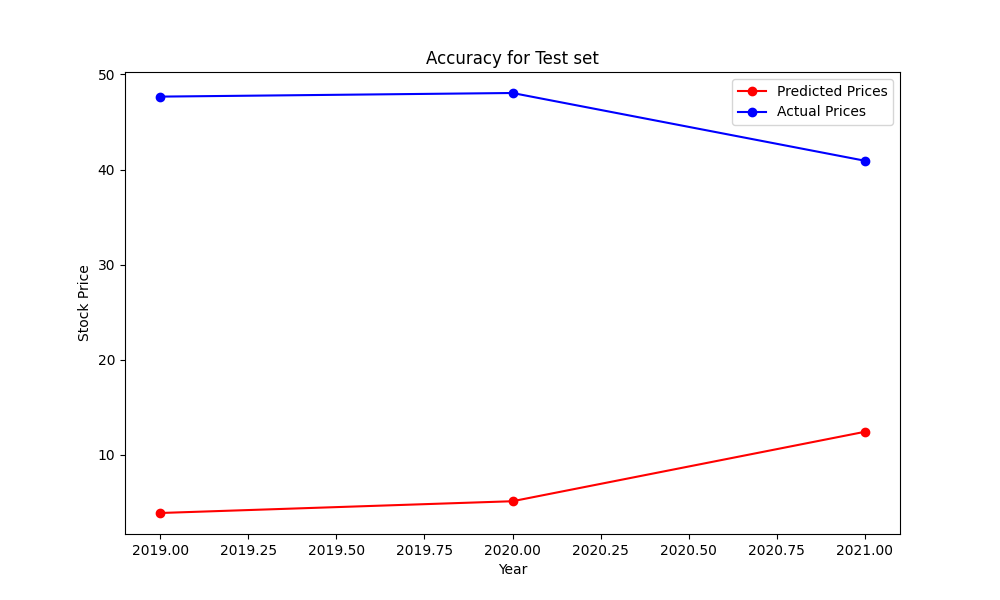 Accuracy for Test set
Predicted Prices
Actual Prices
50
40
30
20
10
Stock Price
2019.00 2019.25 2019.50 2019.75 2020.00 2020.25 2020.50 2020.75 2021.00
Year